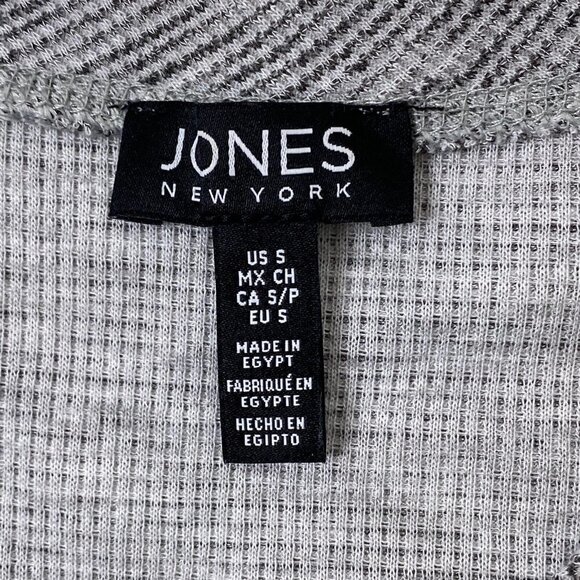 JONES
NEW YORK
US S
MX CH
CA S/P
EU S
MADE IN
EGYPT
FABRIQUÉ EN
EGYPTE
HECHO EN
EGIPTO